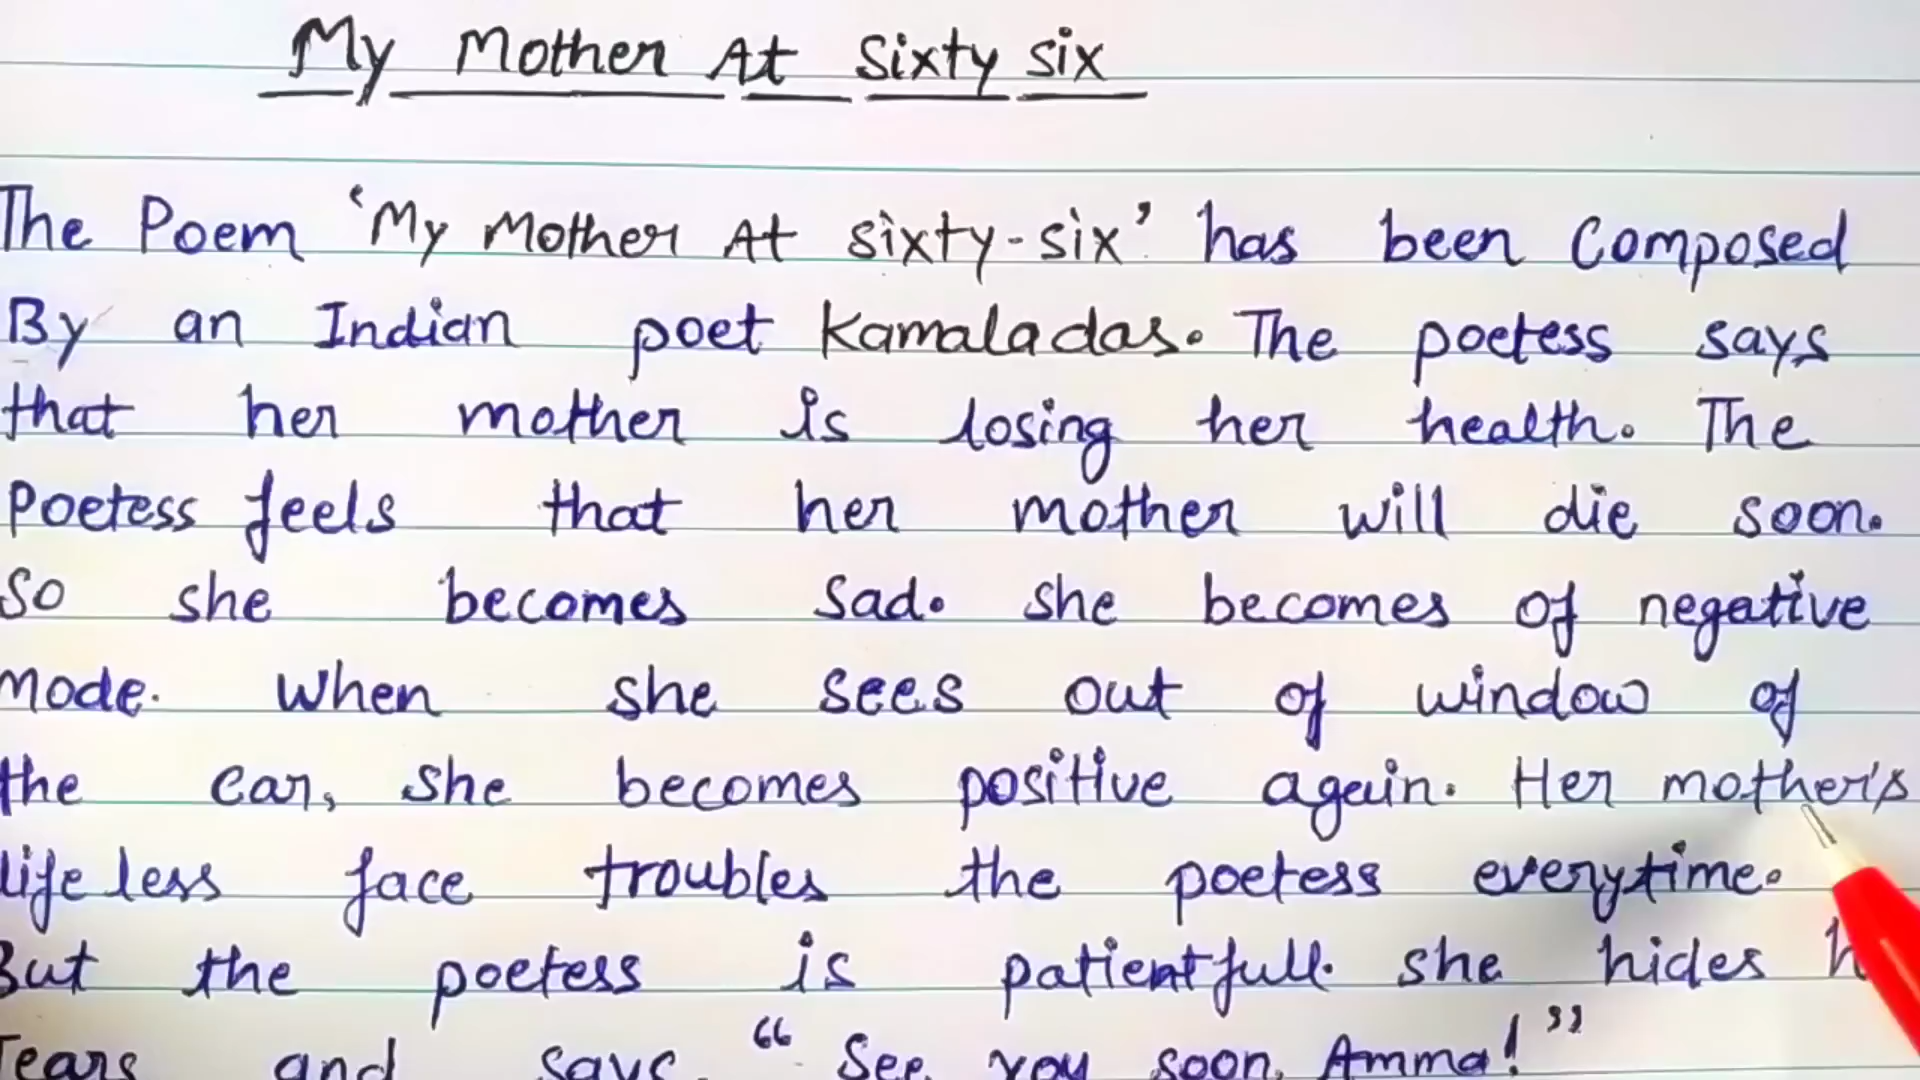 My Mother At Sixty six
The Poem ‘My Mother At sixty-six’ has been Composed
By an Indian poet Kamaladas. The poetess says
that her mother is losing her health. The
Poetess feels that her mother will die soon.
So she becomes sad. She becomes of negative
mode. When she sees out of window of
the car, she becomes positive again. Her mother's
lifeless face troubles the poetess everytime.
But the poetess is patientfull. she hides
Tears and says, “See you soon, Amma!”